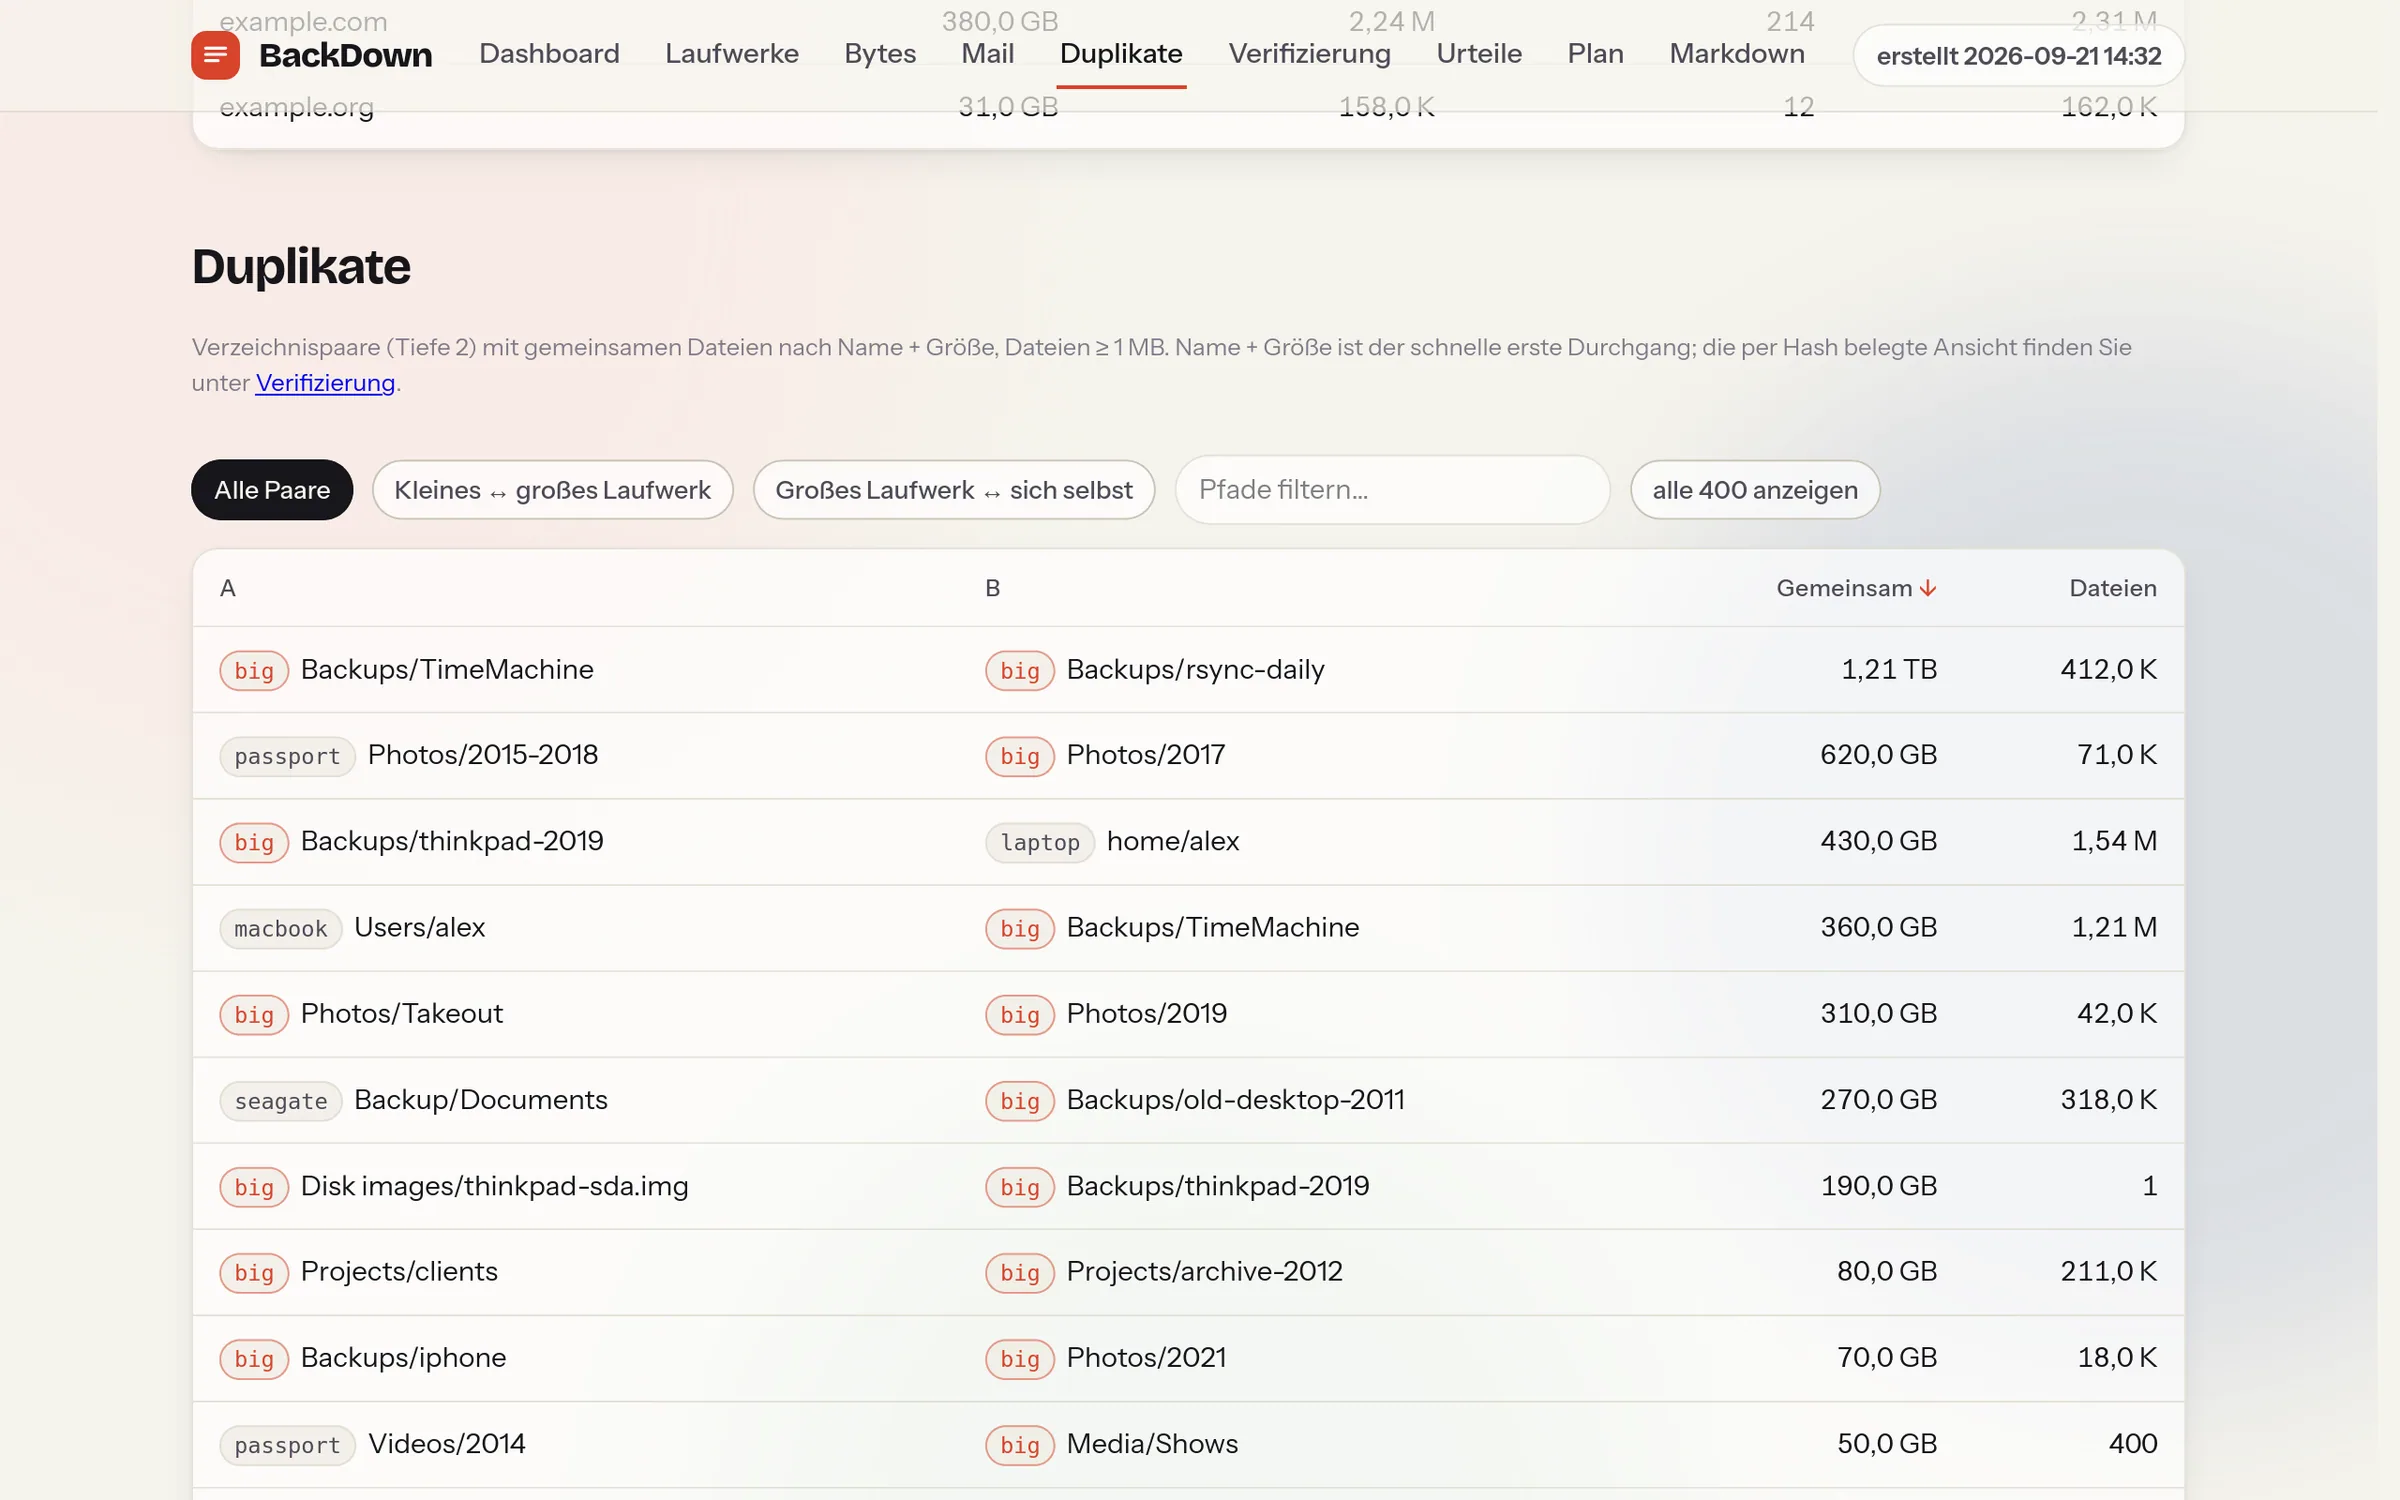 example.com 380,0 GB 2,24 M 214 2,31 M
BackDown Dashboard Laufwerke Bytes Mail Duplikate Verifizierung Urteile Plan Markdown erstellt 2026-09-21 14:32
example.org 31,0 GB 158,0 K 12 162,0 K
Duplikate
Verzeichnispaare (Tiefe 2) mit gemeinsamen Dateien nach Name + Größe, Dateien ≥ 1 MB. Name + Größe ist der schnelle erste Durchgang; die per Hash belegte Ansicht finden Sie
unter Verifizierung.
Alle Paare Kleines ↔ großes Laufwerk Großes Laufwerk ↔ sich selbst Pfade filtern… alle 400 anzeigen
A B Gemeinsam ↓ Dateien
big Backups/TimeMachine big Backups/rsync-daily 1,21 TB 412,0 K
passport Photos/2015-2018 big Photos/2017 620,0 GB 71,0 K
big Backups/thinkpad-2019 laptop home/alex 430,0 GB 1,54 M
macbook Users/alex big Backups/TimeMachine 360,0 GB 1,21 M
big Photos/Takeout big Photos/2019 310,0 GB 42,0 K
seagate Backup/Documents big Backups/old-desktop-2011 270,0 GB 318,0 K
big Disk images/thinkpad-sda.img big Backups/thinkpad-2019 190,0 GB 1
big Projects/clients big Projects/archive-2012 80,0 GB 211,0 K
big Backups/iphone big Photos/2021 70,0 GB 18,0 K
passport Videos/2014 big Media/Shows 50,0 GB 400